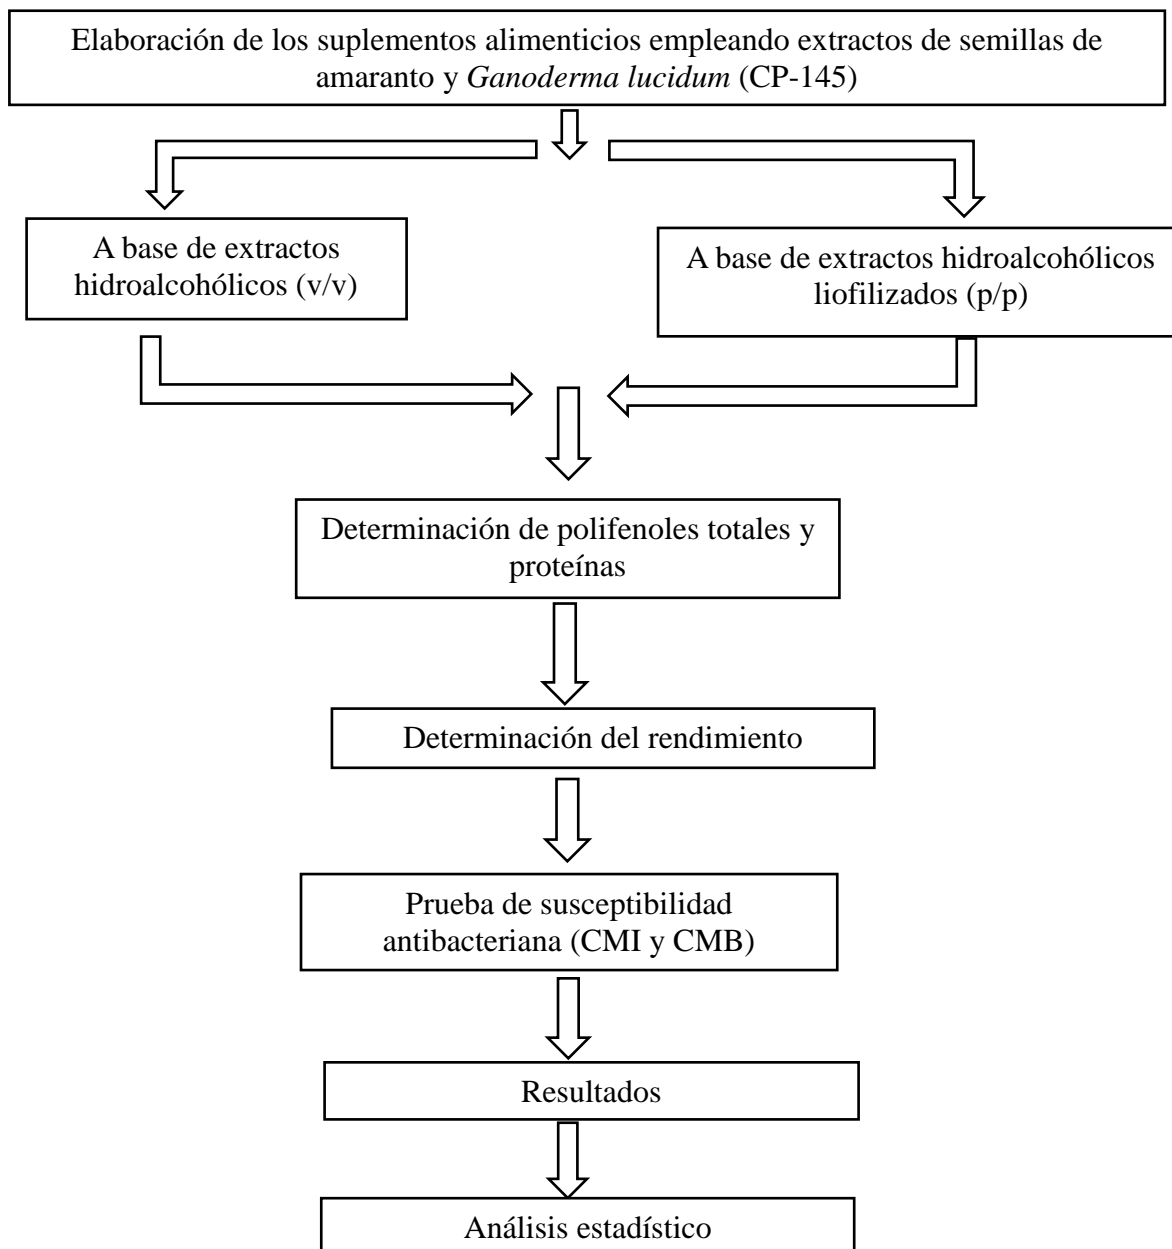 Elaboración de los suplementos alimenticios empleando extractos de semillas de
amaranto y Ganoderma lucidum (CP-145)
A base de extractos
hidroalcohólicos (v/v)
A base de extractos hidroalcohólicos
liofilizados (p/p)
Determinación de polifenoles totales y
proteínas
Determinación del rendimiento
Prueba de susceptibilidad
antibacteriana (CMI y CMB)
Resultados
Análisis estadístico